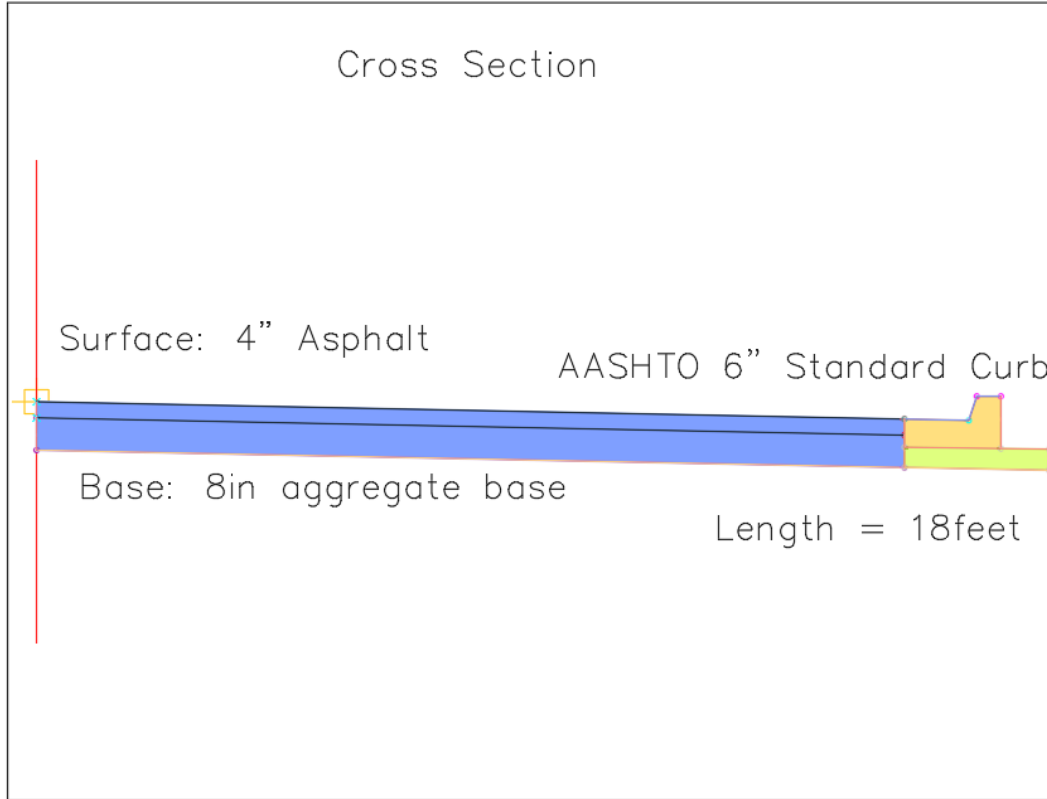 Cross Section
Surface: 4” Asphalt
AASHTO 6” Standard Curb
Base: 8in aggregate base
Length = 18feet